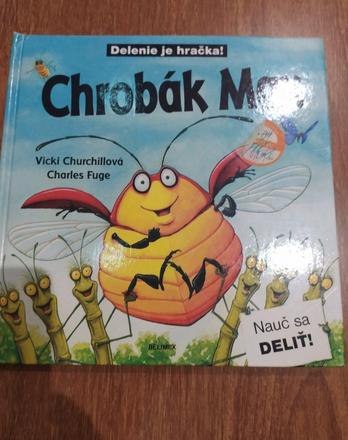 Delenie je hračka!
Chrobák
Vicki Churchillová
Charles Fuge
Nauč sa
DELIŤ!
BELIMEX